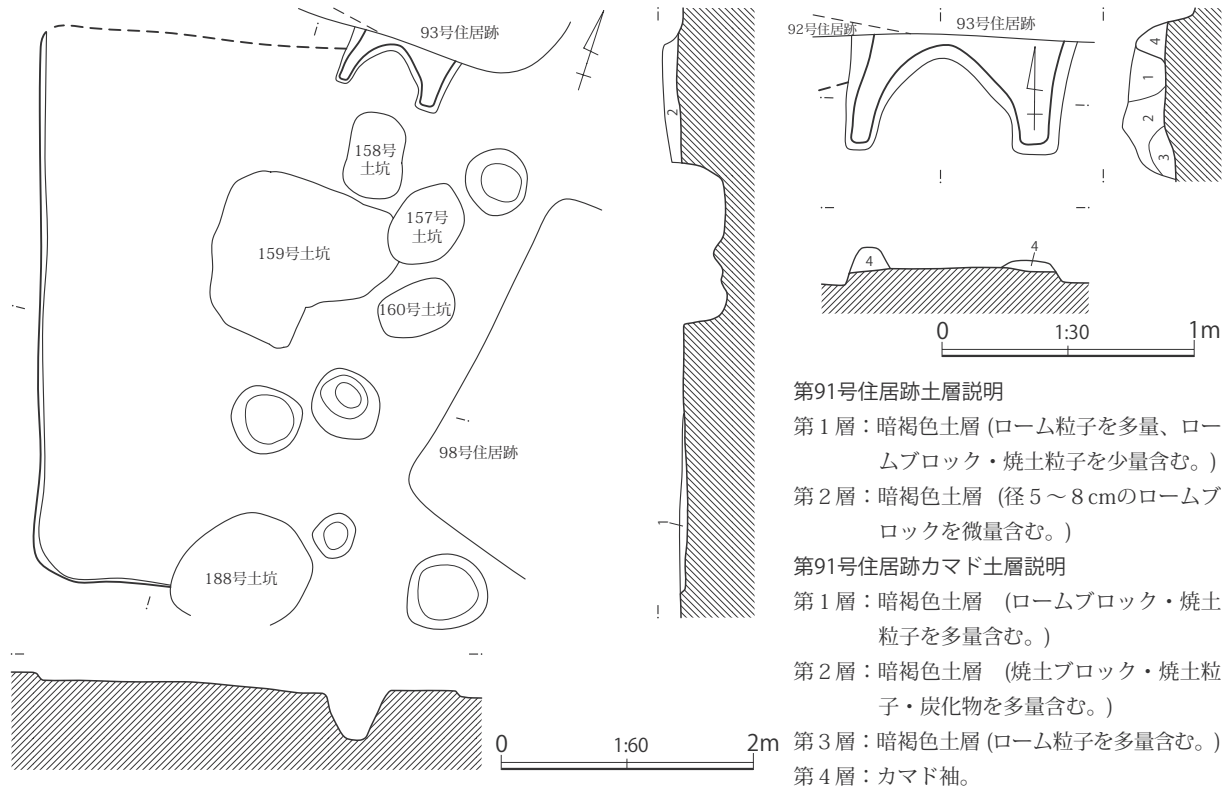 93号住居跡
158号
土坑
157号
土坑
159号土坑
160号土坑
98号住居跡
188号土坑
2
1
0
1:60
2m
92号住居跡
93号住居跡
4
1
2
3
4
4
0
1:30
1m
第91号住居跡土層説明
第１層：暗褐色土層 (ローム粒子を多量、ロー
ムブロック・焼土粒子を少量含む。)
第２層：暗褐色土層 (径５～８cmのロームブ
ロックを微量含む。)
第91号住居跡カマド土層説明
第１層：暗褐色土層 (ロームブロック・焼土
粒子を多量含む。)
第２層：暗褐色土層 (焼土ブロック・焼土粒
子・炭化物を多量含む。)
第３層：暗褐色土層 (ローム粒子を多量含む。)
第４層：カマド袖。